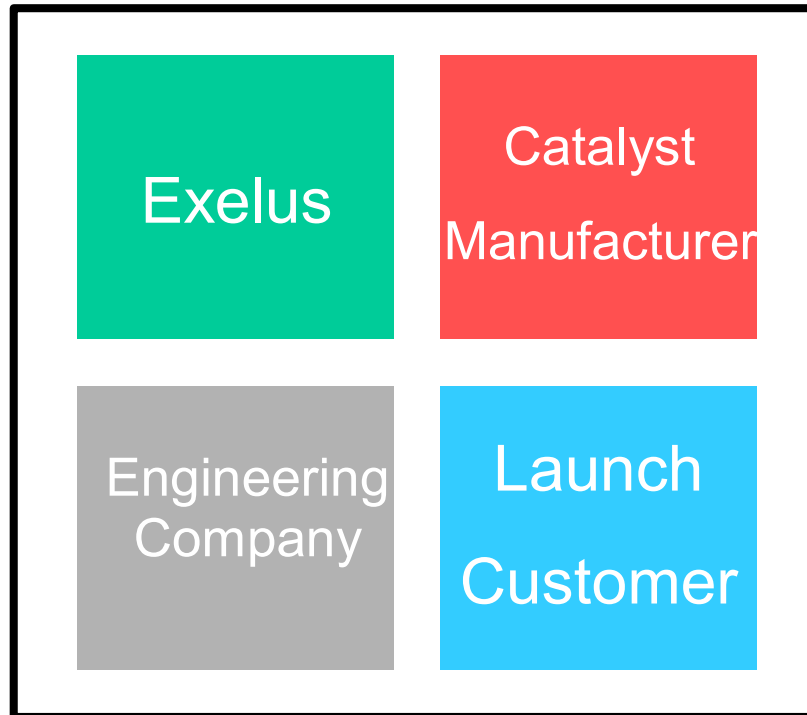 Exelus
Catalyst
Manufacturer
Engineering
Company
Launch
Customer